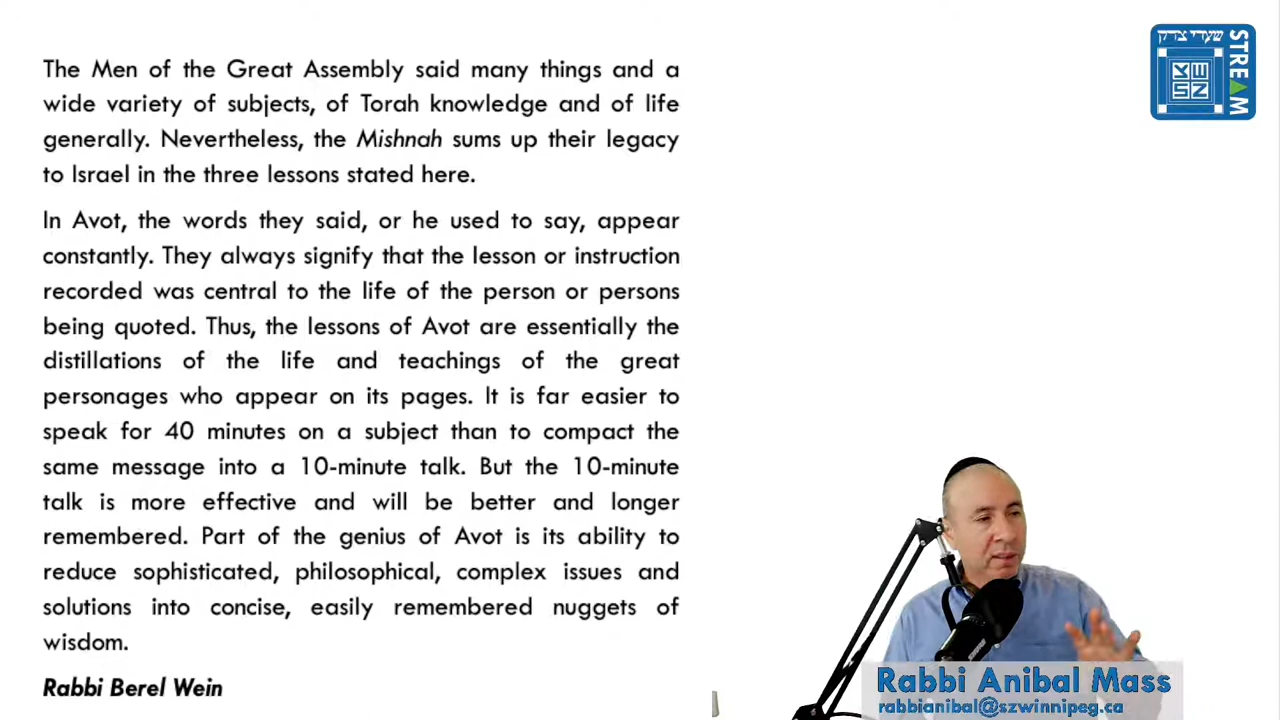 The Men of the Great Assembly said many things and a
wide variety of subjects, of Torah knowledge and of life
generally. Nevertheless, the Mishnah sums up their legacy
to Israel in the three lessons stated here.
In Avot, the words they said, or he used to say, appear
constantly. They always signify that the lesson or instruction
recorded was central to the life of the person or persons
being quoted. Thus, the lessons of Avot are essentially the
distillations of the life and teachings of the great
personages who appear on its pages. It is far easier to
speak for 40 minutes on a subject than to compact the
same message into a 10-minute talk. But the 10-minute
talk is more effective and will be better and longer
remembered. Part of the genius of Avot is its ability to
reduce sophisticated, philosophical, complex issues and
solutions into concise, easily remembered nuggets of
wisdom.
Rabbi Berel Wein
שערי צדק
STREAM
Rabbi Anibal Mass
rabbianibal@szwinnipeg.ca